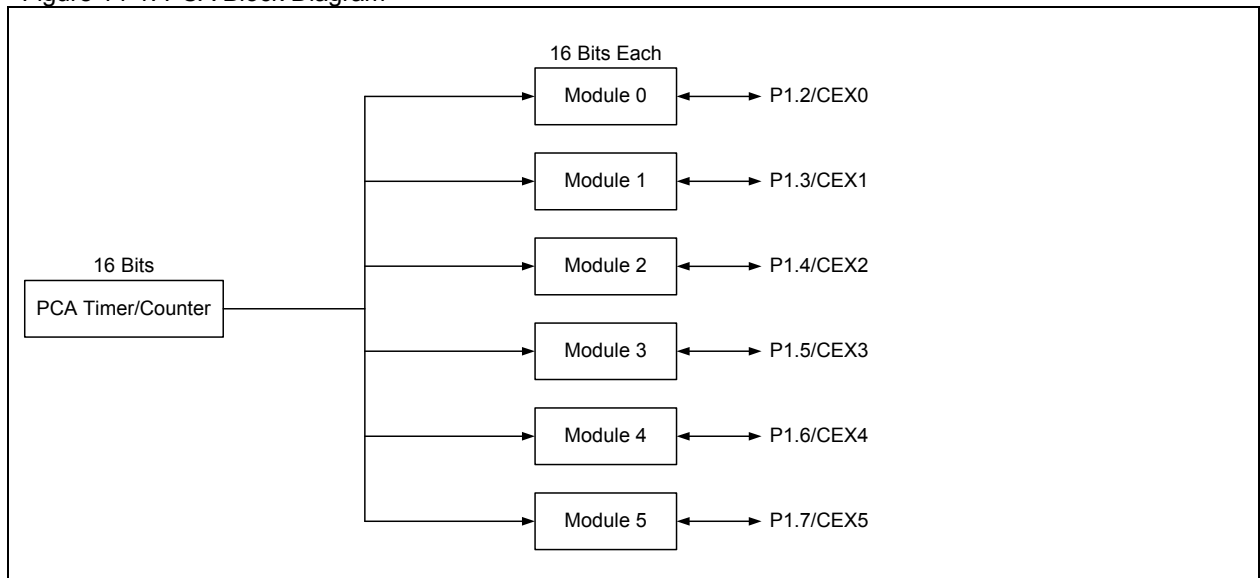 16 Bits Each
Module 0
P1.2/CEX0
Module 1
P1.3/CEX1
Module 2
P1.4/CEX2
16 Bits
PCA Timer/Counter
Module 3
P1.5/CEX3
Module 4
P1.6/CEX4
Module 5
P1.7/CEX5